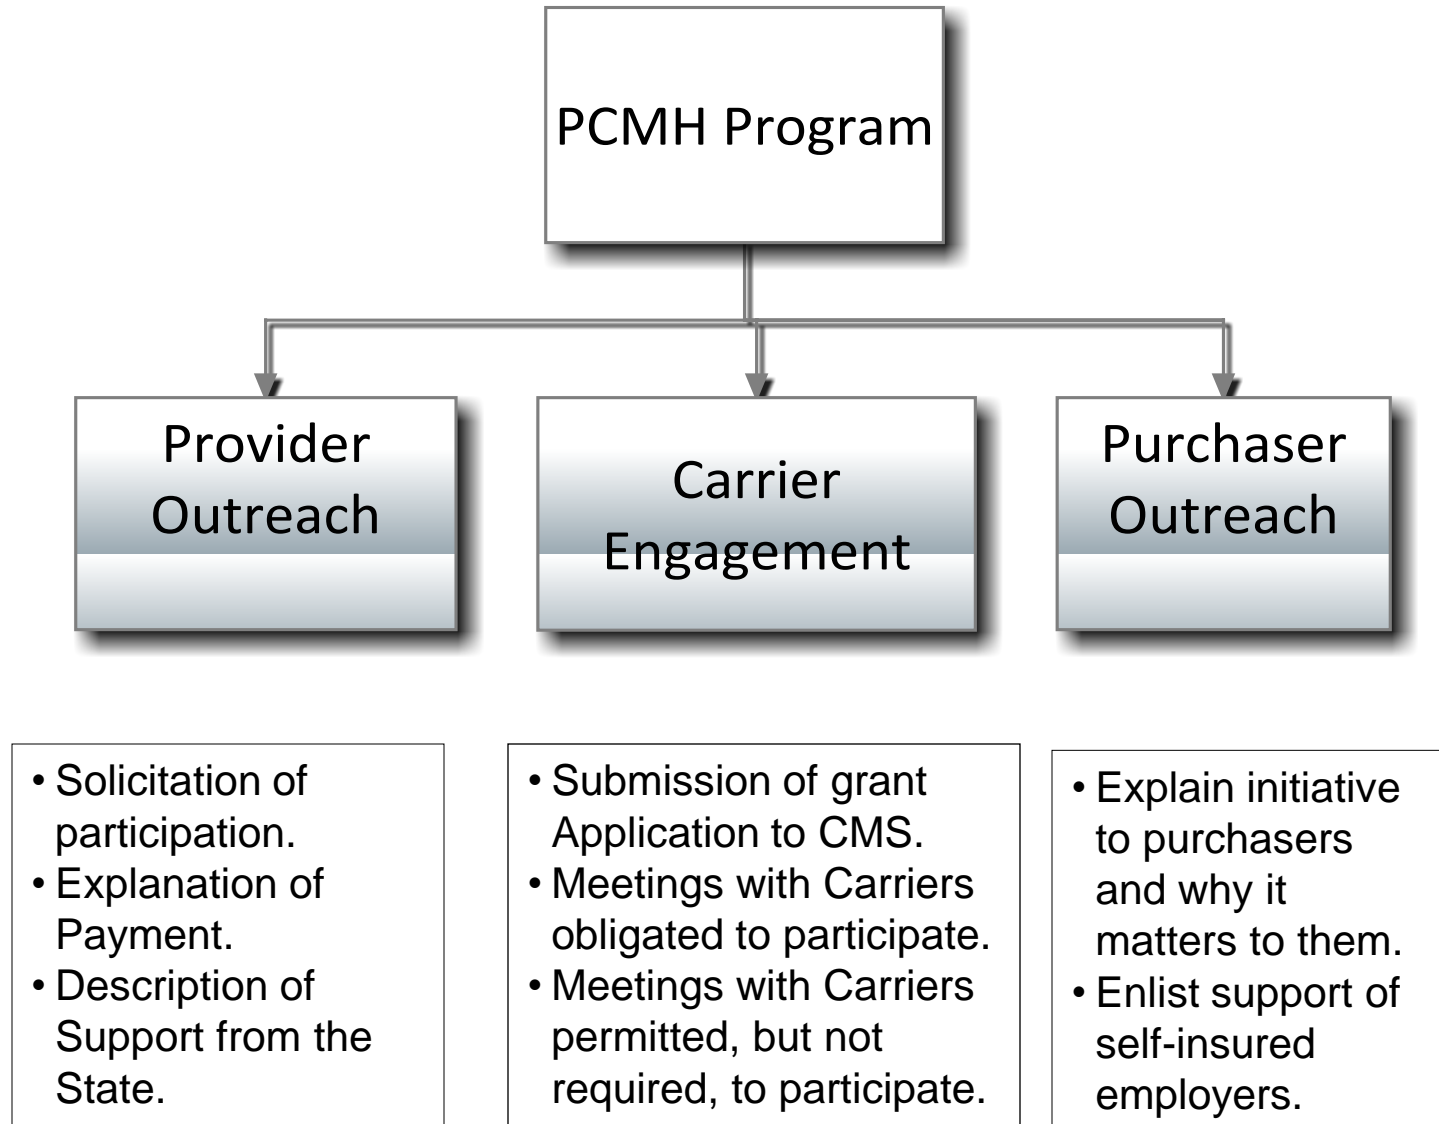 PCMH Program
Provider
Outreach
Carrier
Engagement
Purchaser
Outreach
• Solicitation of
participation.
• Explanation of
Payment.
• Description of
Support from the
State.
• Submission of grant
Application to CMS.
• Meetings with Carriers
obligated to participate.
• Meetings with Carriers
permitted, but not
required, to participate.
• Explain initiative
to purchasers
and why it
matters to them.
• Enlist support of
self-insured
employers.